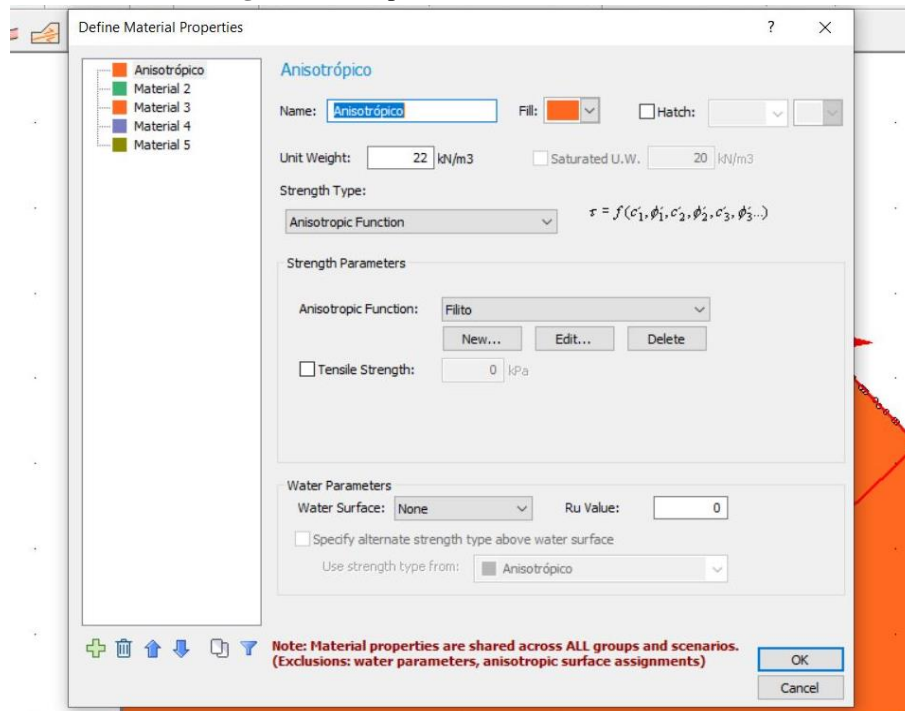 Define Material Properties
?
Anisotrópico
Material 2
Material 3
Material 4
Material 5
Anisotrópico
Name: Anisotrópico Fill: Hatch:
Unit Weight: 22 kN/m3 Saturated U.W. 20 kN/m3
Strength Type:
Anisotropic Function τ = f(c'1,ϕ'1,c'2,ϕ'2,c'3,ϕ'3...)
Strength Parameters
Anisotropic Function: Filito
New... Edit... Delete
Tensile Strength: 0 kPa
Water Parameters
Water Surface: None Ru Value: 0
Specify alternate strength type above water surface
Use strength type from: Anisotrópico
Note: Material properties are shared across ALL groups and scenarios.
(Exclusions: water parameters, anisotropic surface assignments)
OK
Cancel